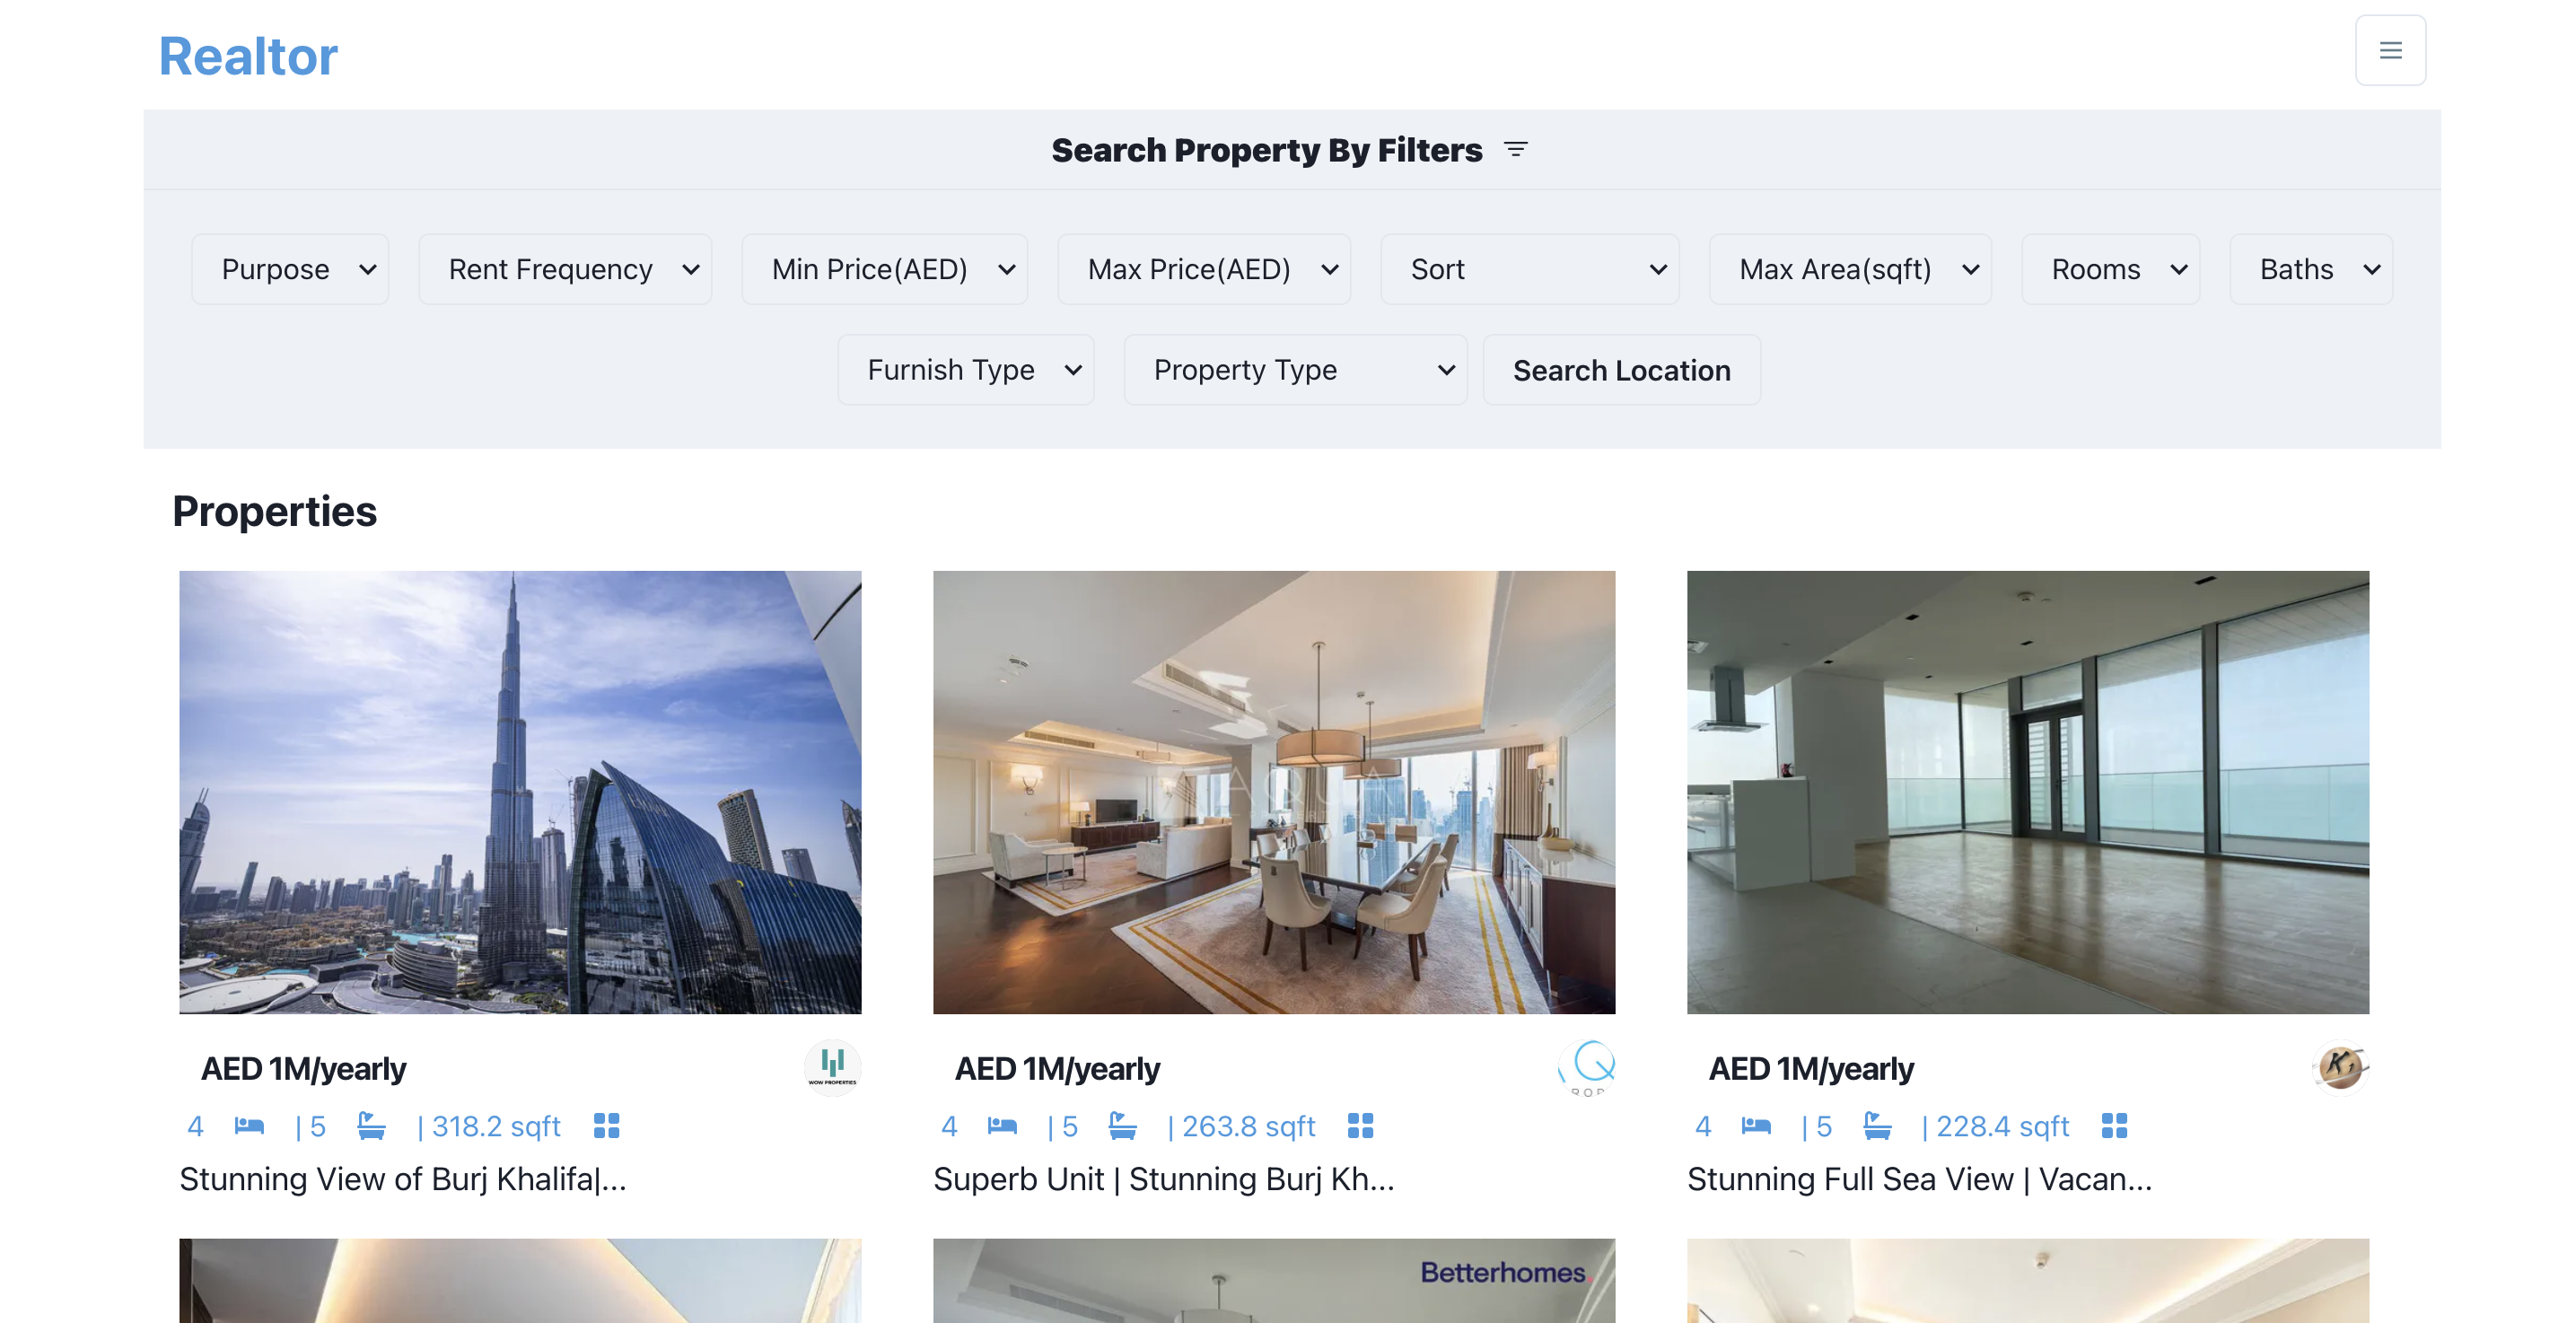 Realtor
Search Property By Filters
Purpose
Rent Frequency
Min Price(AED)
Max Price(AED)
Sort
Max Area(sqft)
Rooms
Baths
Furnish Type
Property Type
Search Location
Properties
AQUA
AED 1M/yearly
WOW PROPERTIES
4 | 5 | 318.2 sqft
Stunning View of Burj Khalifa|...
AED 1M/yearly
4 | 5 | 263.8 sqft
Superb Unit | Stunning Burj Kh...
AED 1M/yearly
4 | 5 | 228.4 sqft
Stunning Full Sea View | Vacan...
Betterhomes.